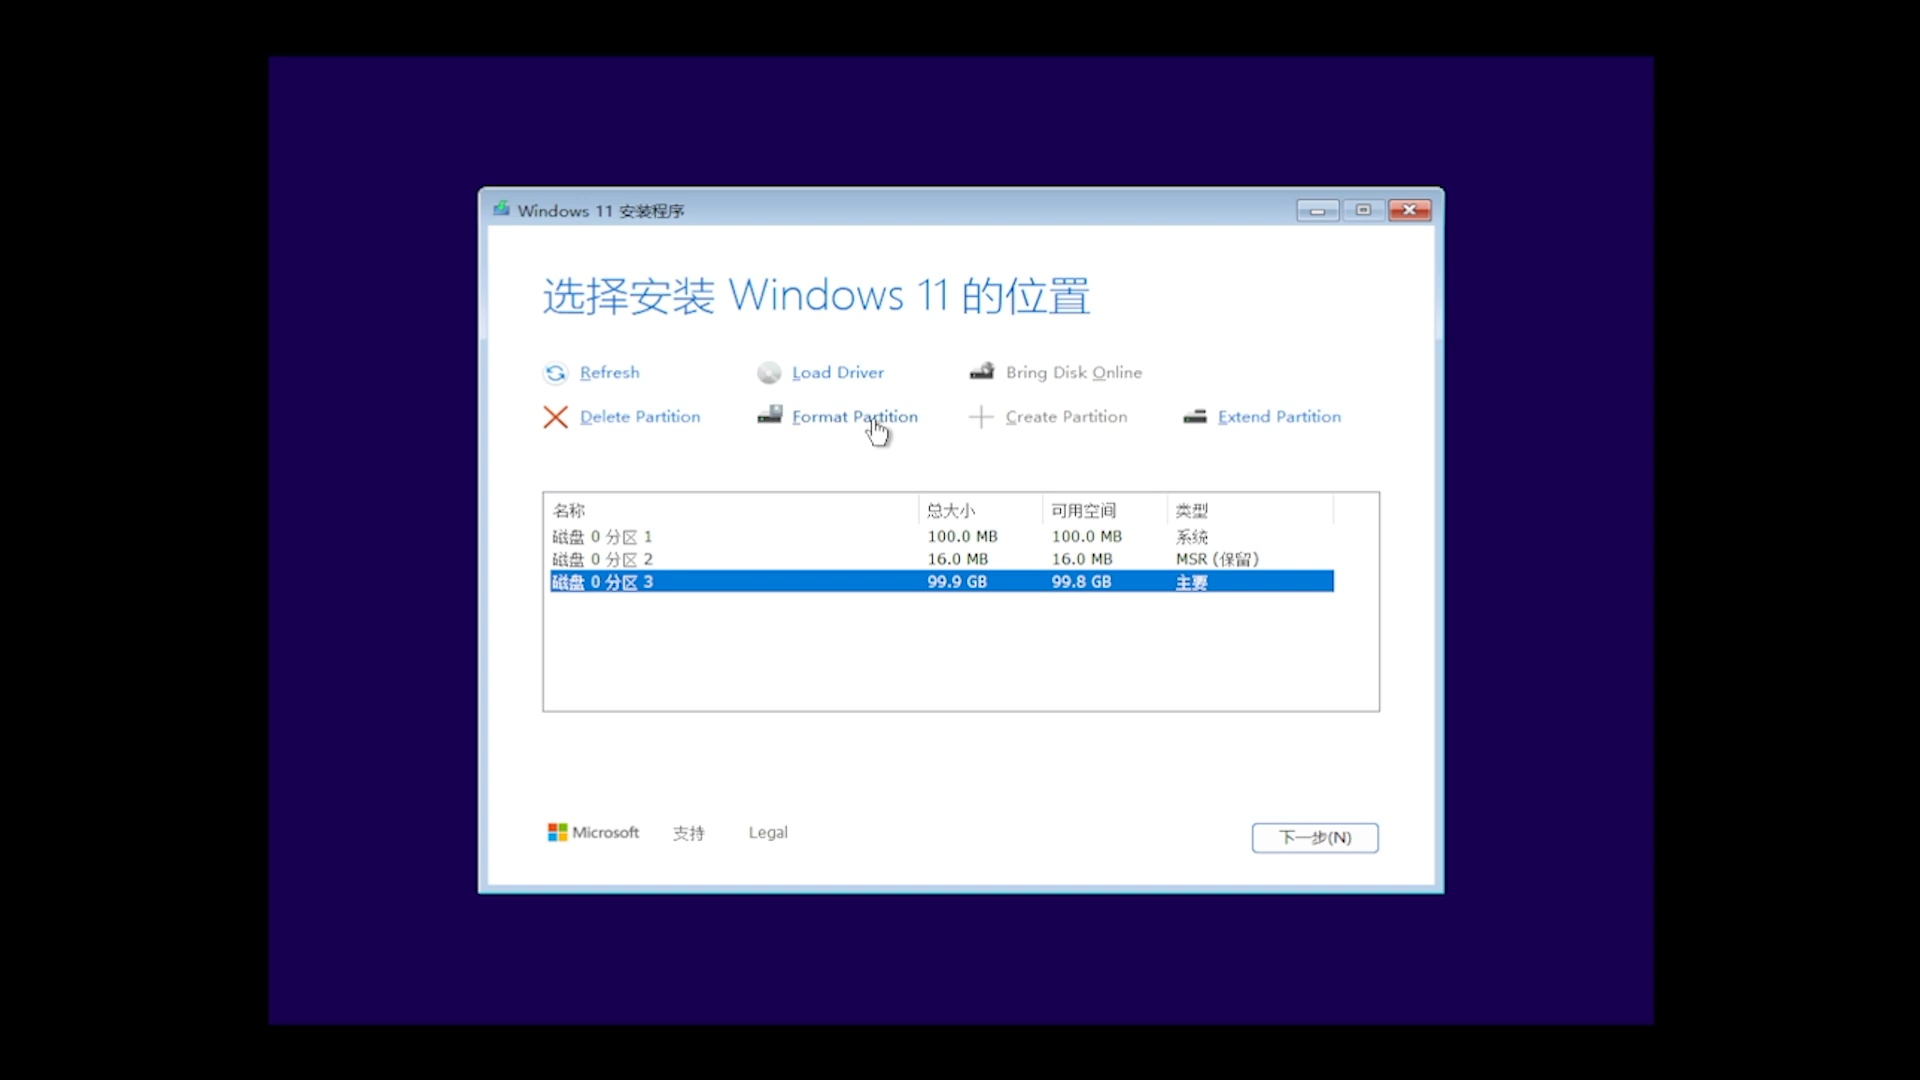 Windows 11 安装程序
选择安装 Windows 11 的位置
Refresh Load Driver Bring Disk Online
Delete Partition Format Partition Create Partition Extend Partition
名称 总大小 可用空间 类型
磁盘 0 分区 1 100.0 MB 100.0 MB 系统
磁盘 0 分区 2 16.0 MB 16.0 MB MSR (保留)
磁盘 0 分区 3 99.9 GB 99.8 GB 主要
Microsoft 支持 Legal 下一步(N)